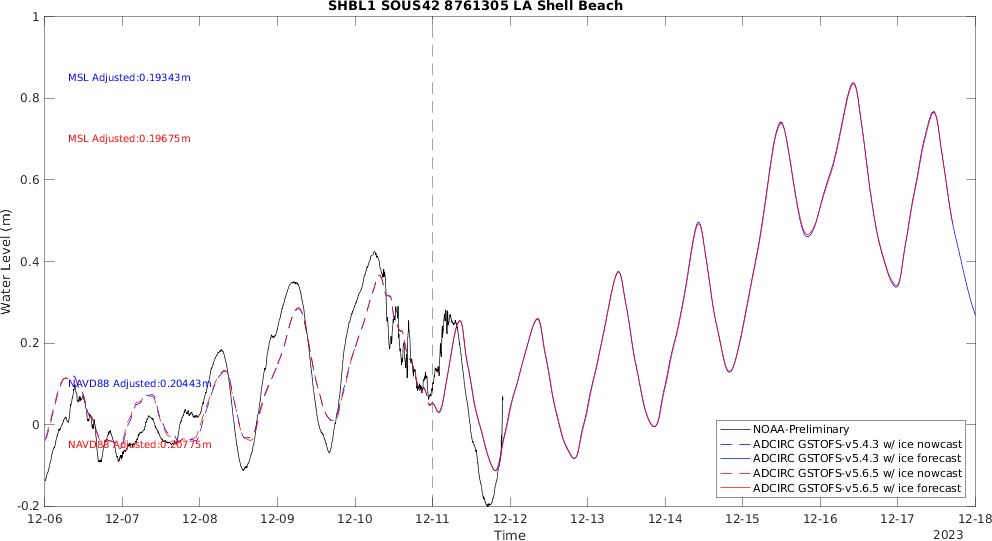 SHBL1 SOUS42 8761305 LA Shell Beach
1
MSL Adjusted:0.19343m
0.8
MSL Adjusted:0.19675m
0.6
Water Level (m)
0.4
0.2
NAVD88 Adjusted:0.20443m
0
NAVD88 Adjusted:0.20775m
NOAA-Preliminary
ADCIRC GSTOFS-v5.4.3 w/ ice nowcast
ADCIRC GSTOFS-v5.4.3 w/ ice forecast
ADCIRC GSTOFS-v5.6.5 w/ ice nowcast
ADCIRC GSTOFS-v5.6.5 w/ ice forecast
-0.2
12-06 12-07 12-08 12-09 12-10 12-11 12-12 12-13 12-14 12-15 12-16 12-17 12-18
Time
2023